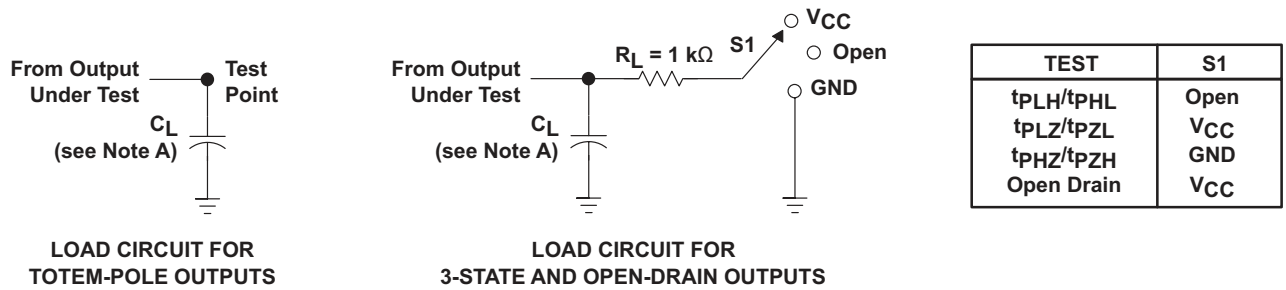 From Output
Under Test
Test
Point
CL
(see Note A)
LOAD CIRCUIT FOR
TOTEM-POLE OUTPUTS
From Output
Under Test
RL = 1 kΩ
S1
VCC
Open
GND
CL
(see Note A)
LOAD CIRCUIT FOR
3-STATE AND OPEN-DRAIN OUTPUTS
TEST S1
tPLH/tPHL Open
tPLZ/tPZL VCC
tPHZ/tPZH GND
Open Drain VCC